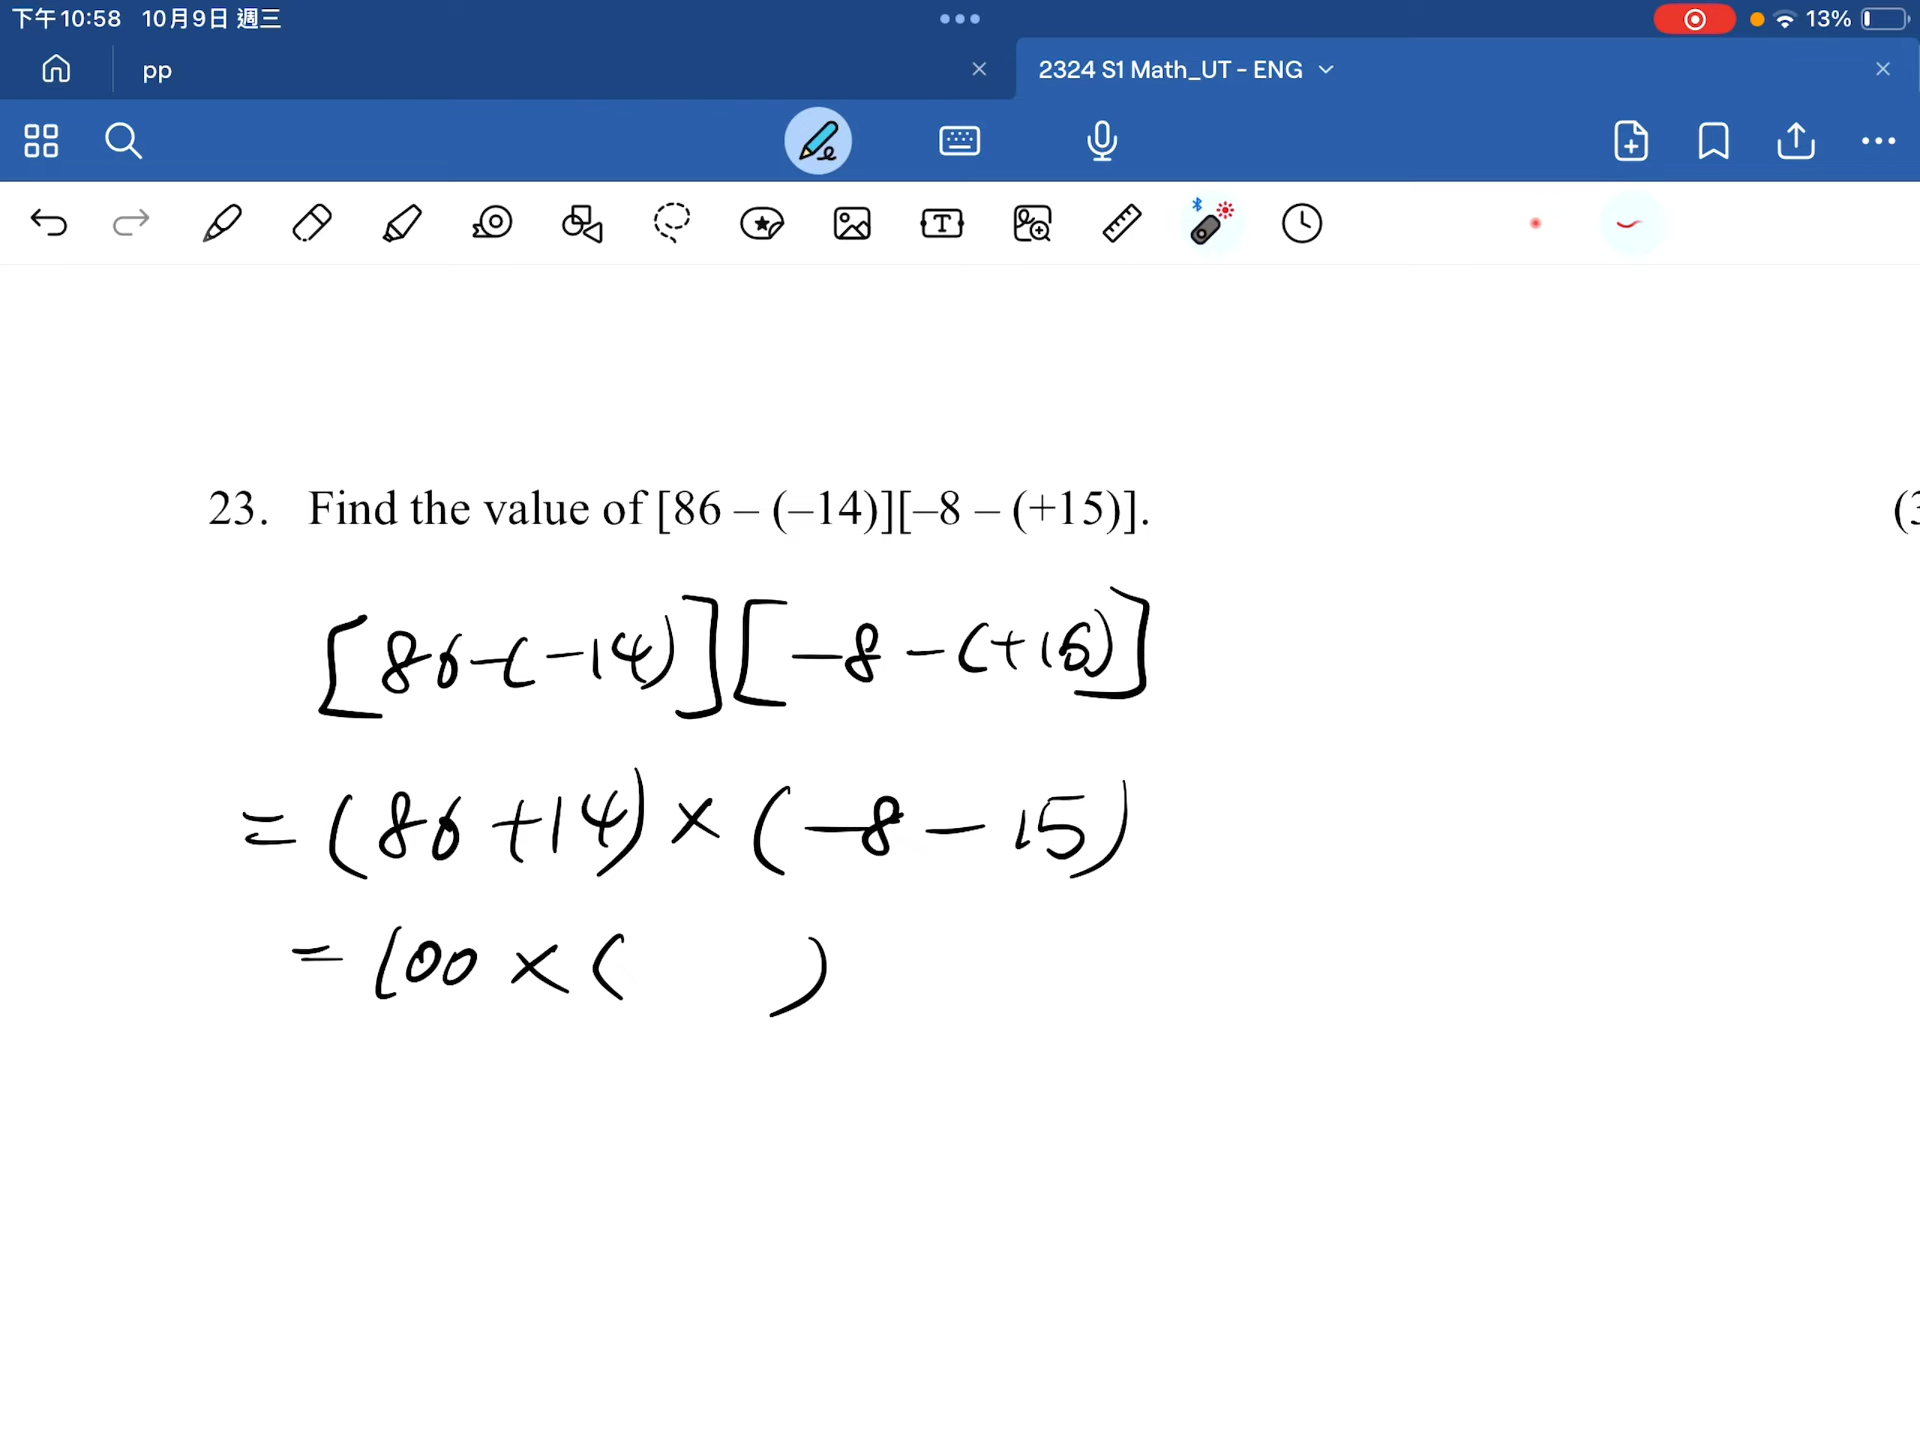 下午10:58 10月9日 週三
13%
pp
2324 S1 Math_UT - ENG
23. Find the value of [86 – (–14)][–8 – (+15)].
[86-(-14)][-8-(+15)]
=(86+14)×(-8-15)
=100×( )